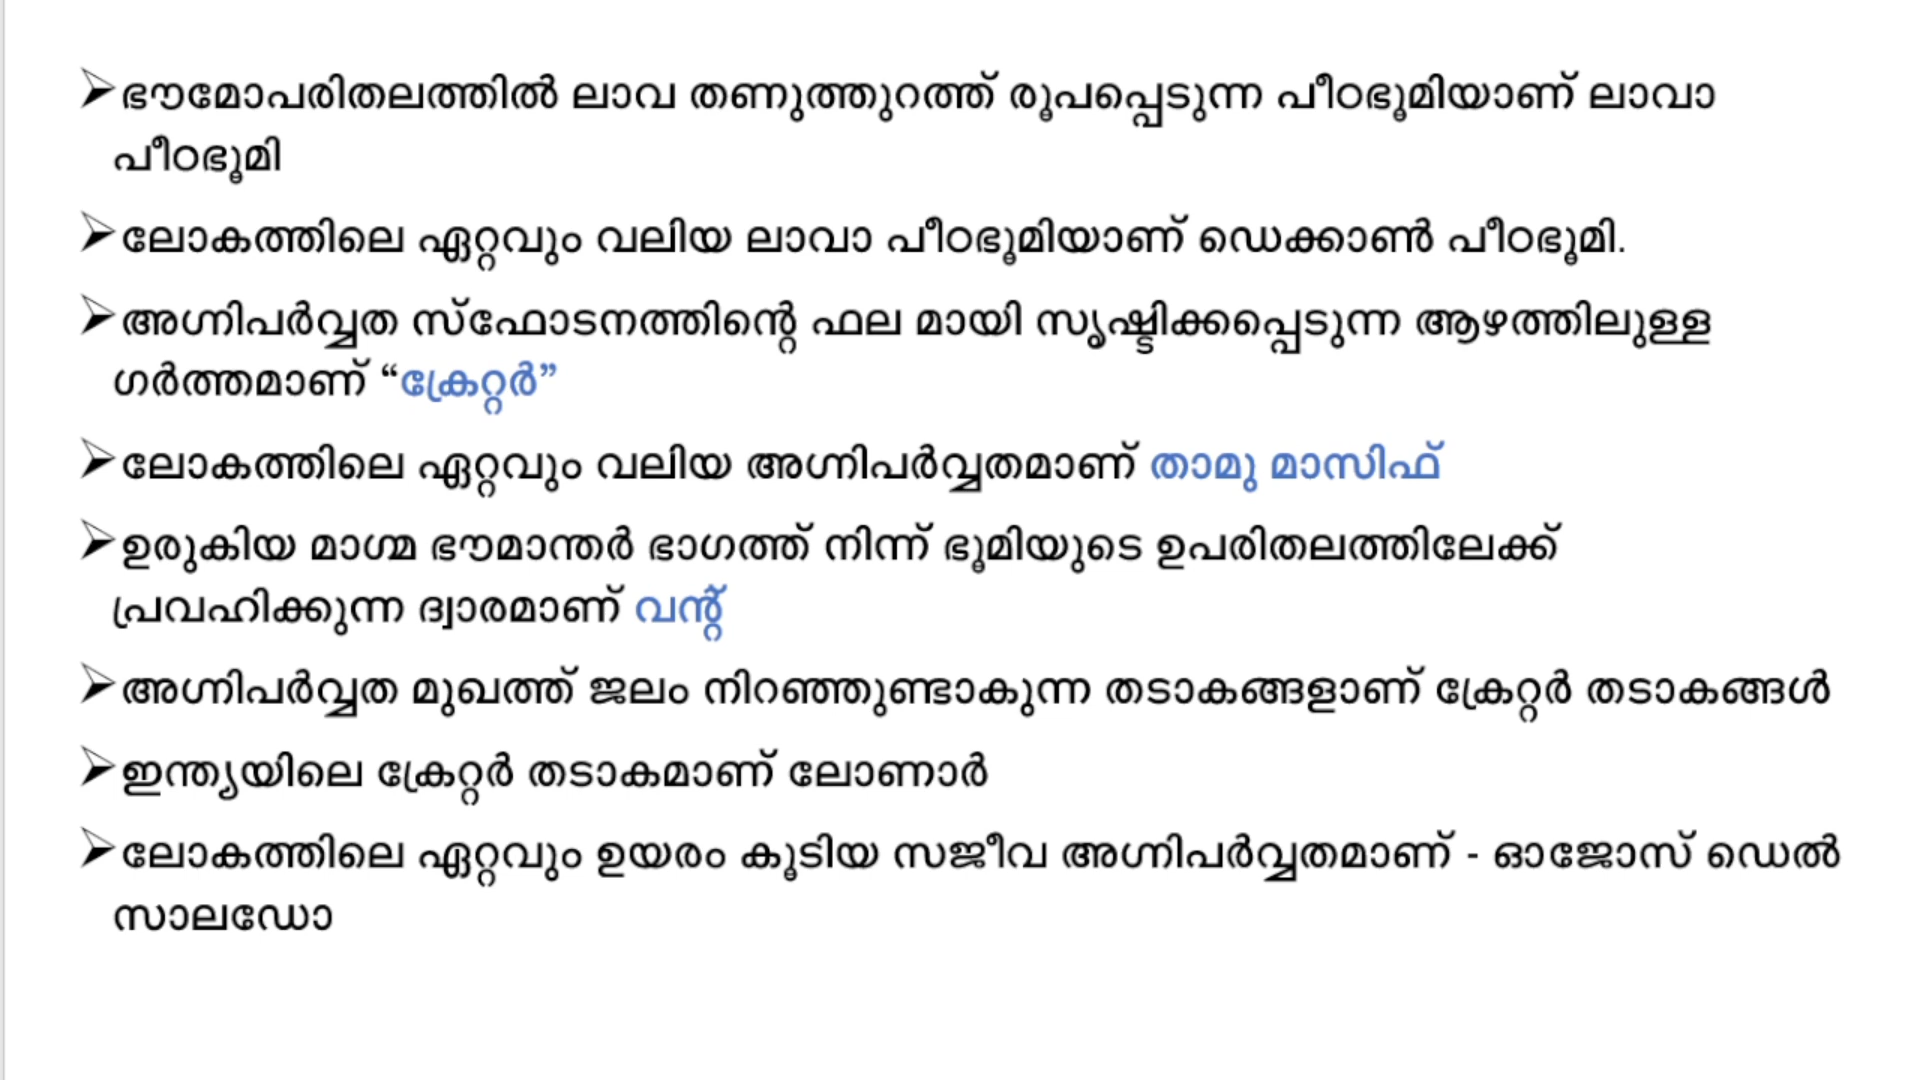 ➢ഭൗമോപരിതലത്തിൽ ലാവ തണുത്തുറത്ത് രൂപപ്പെടുന്ന പീഠഭൂമിയാണ് ലാവാ
പീഠഭൂമി
➢ലോകത്തിലെ ഏറ്റവും വലിയ ലാവാ പീഠഭൂമിയാണ് ഡെക്കാൺ പീഠഭൂമി.
➢അഗ്നിപർവ്വത സ്ഫോടനത്തിന്റെ ഫല മായി സൃഷ്ടിക്കപ്പെടുന്ന ആഴത്തിലുള്ള
ഗർത്തമാണ് “ക്രേറ്റർ”
➢ലോകത്തിലെ ഏറ്റവും വലിയ അഗ്നിപർവ്വതമാണ് താമു മാസിഫ്
➢ഉരുകിയ മാഗ്മ ഭൗമാന്തർ ഭാഗത്ത് നിന്ന് ഭൂമിയുടെ ഉപരിതലത്തിലേക്ക്
പ്രവഹിക്കുന്ന ദ്വാരമാണ് വന്റ്
➢അഗ്നിപർവ്വത മുഖത്ത് ജലം നിറഞ്ഞുണ്ടാകുന്ന തടാകങ്ങളാണ് ക്രേറ്റർ തടാകങ്ങൾ
➢ഇന്ത്യയിലെ ക്രേറ്റർ തടാകമാണ് ലോണാർ
➢ലോകത്തിലെ ഏറ്റവും ഉയരം കൂടിയ സജീവ അഗ്നിപർവ്വതമാണ് - ഓജോസ് ഡെൽ
സാലഡോ